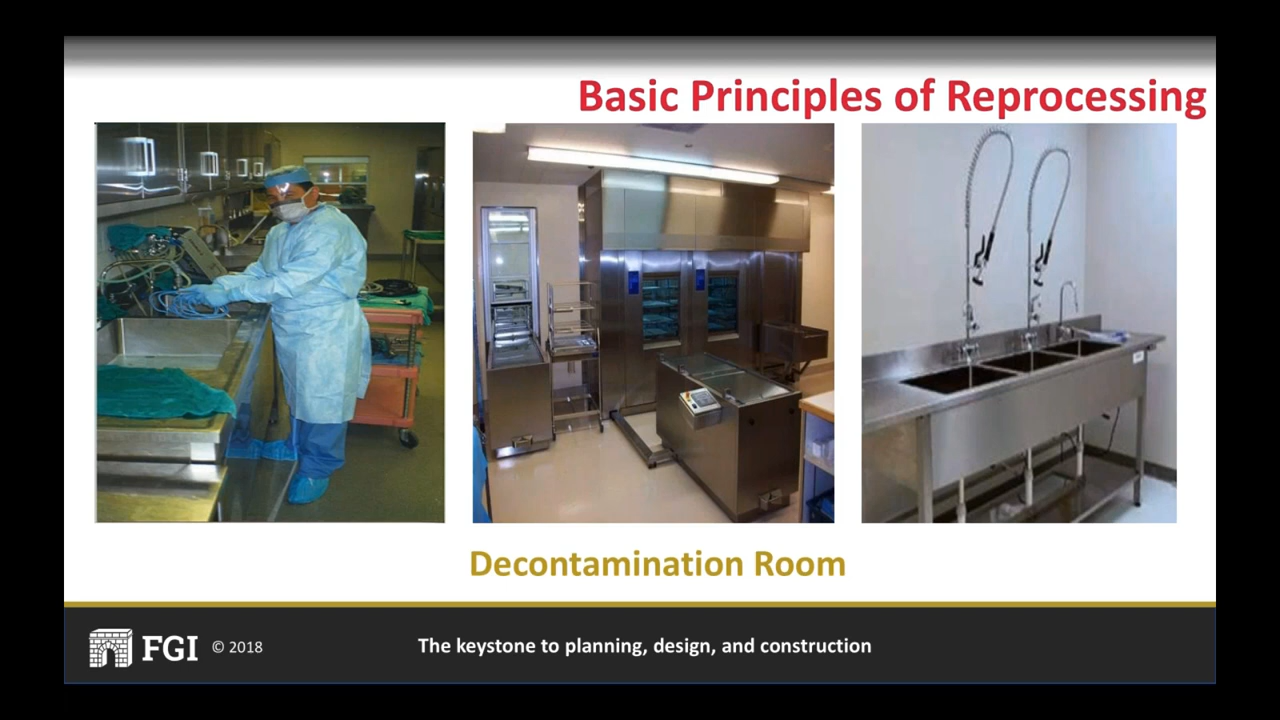 Basic Principles of Reprocessing
Decontamination Room
FGI © 2018
The keystone to planning, design, and construction